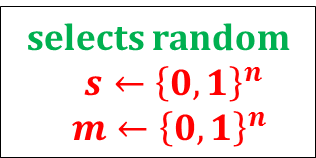 selects random
s ← {0, 1}ⁿ
m ← {0, 1}ⁿ